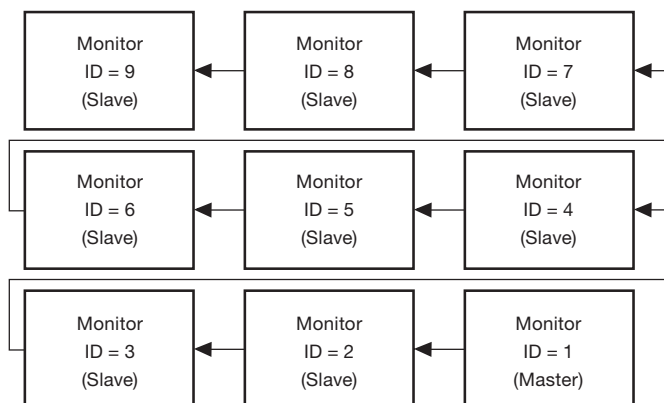 Monitor
ID = 9
(Slave)
Monitor
ID = 8
(Slave)
Monitor
ID = 7
(Slave)
Monitor
ID = 6
(Slave)
Monitor
ID = 5
(Slave)
Monitor
ID = 4
(Slave)
Monitor
ID = 3
(Slave)
Monitor
ID = 2
(Slave)
Monitor
ID = 1
(Master)